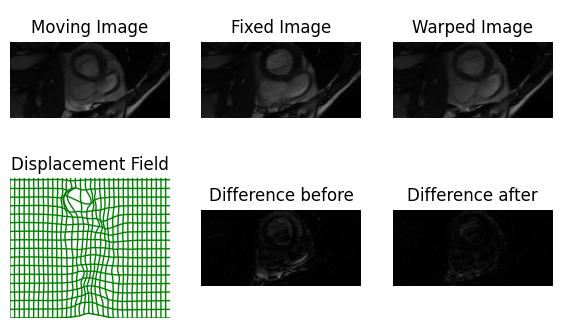 Moving Image
Fixed Image
Warped Image
Displacement Field
Difference before
Difference after